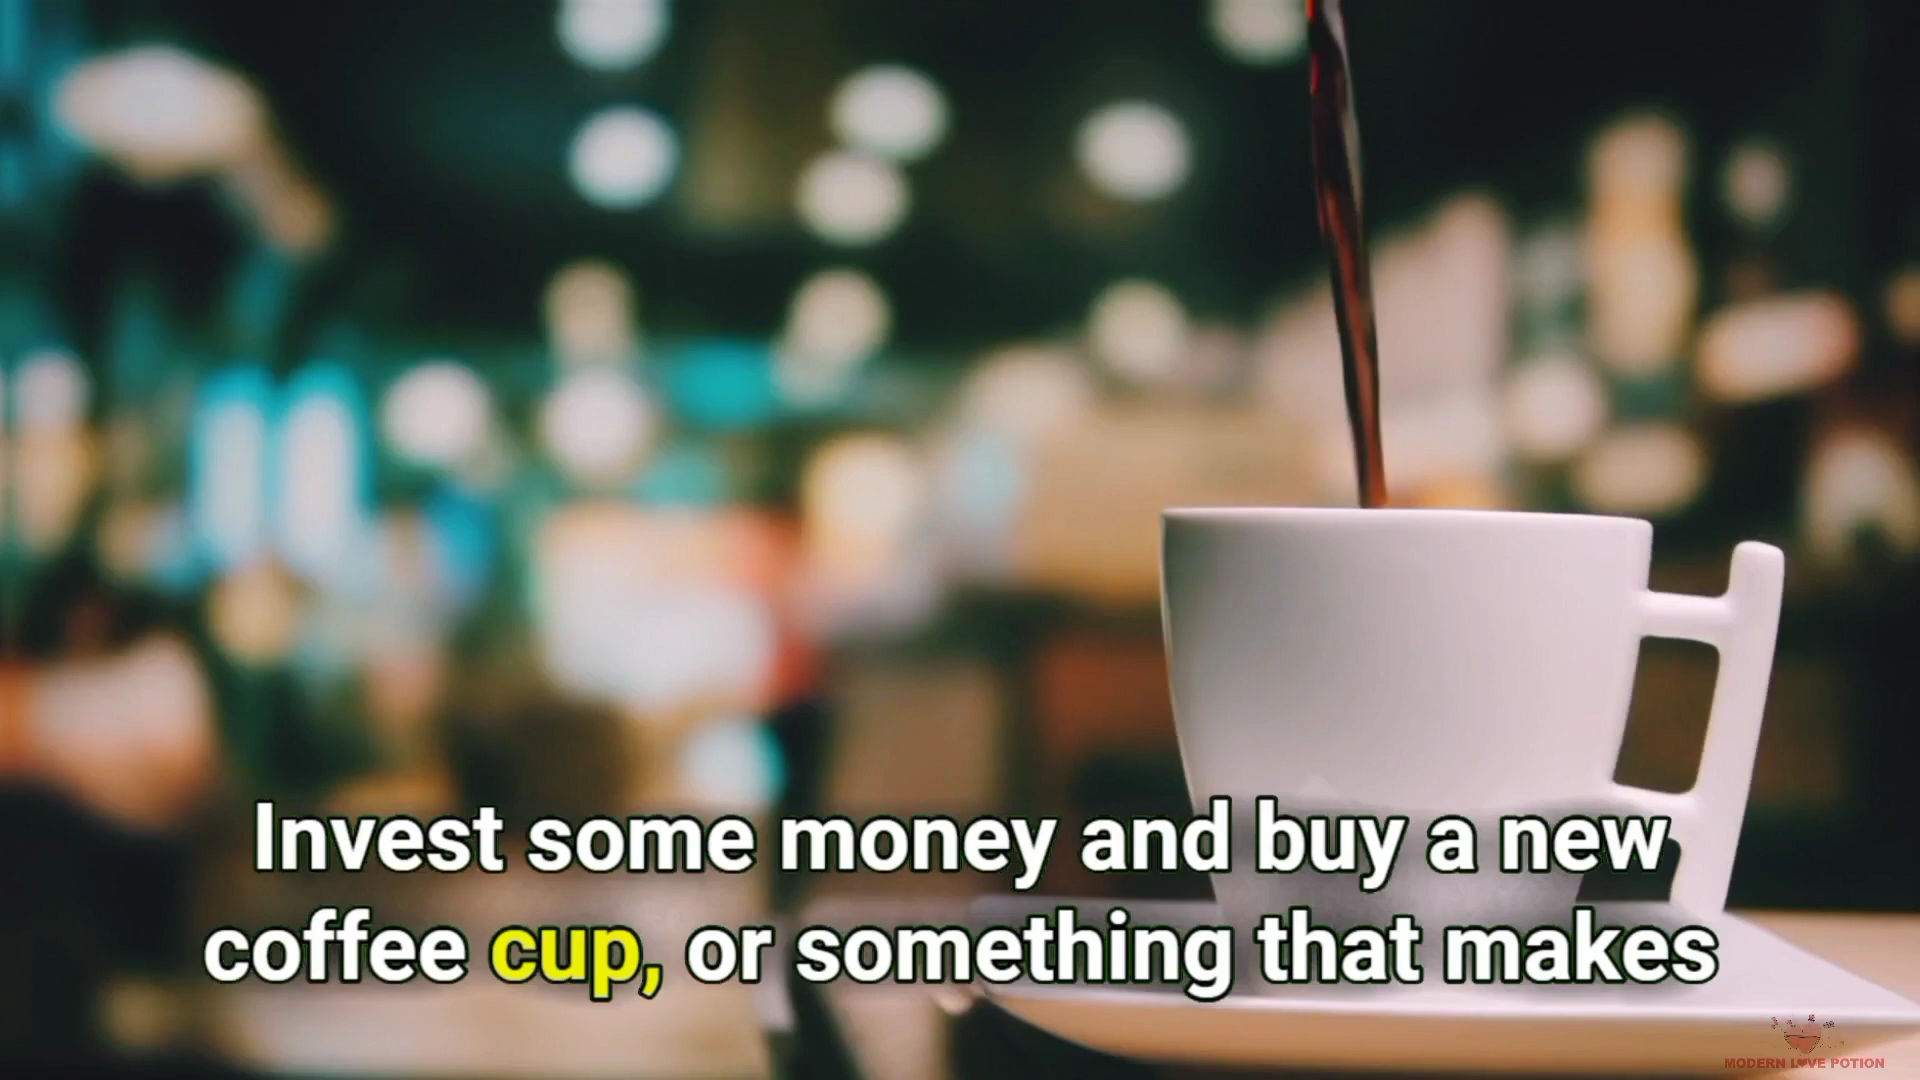 Invest some money and buy a new
coffee cup, or something that makes
MODERN LOVE POTION